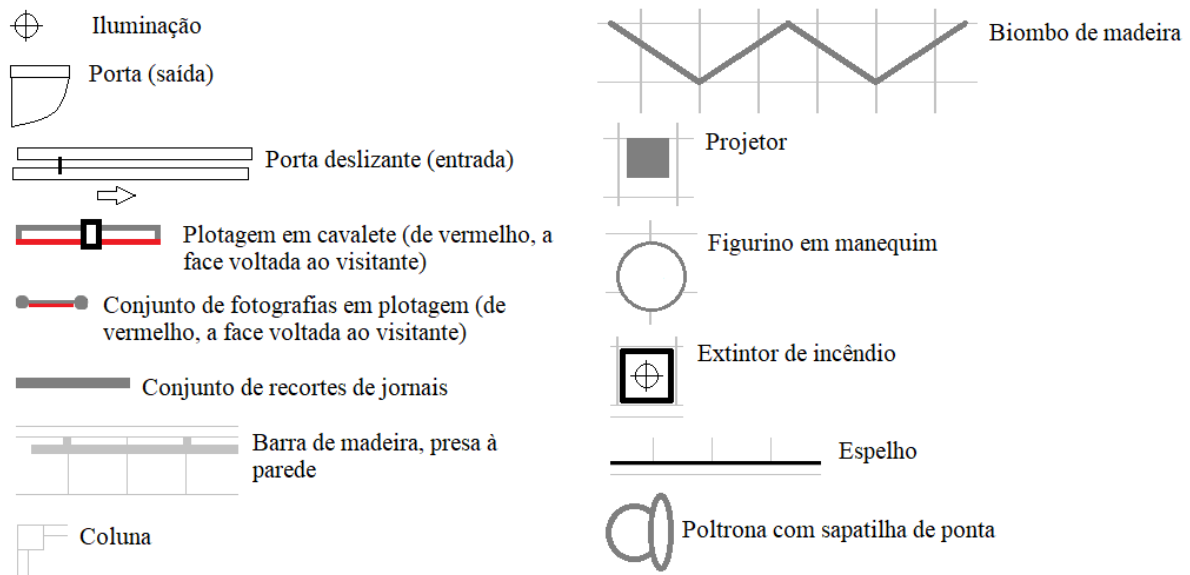 Iluminação
Porta (saída)
Porta deslizante (entrada)
Plotagem em cavalete (de vermelho, a
face voltada ao visitante)
Conjunto de fotografias em plotagem (de
vermelho, a face voltada ao visitante)
Conjunto de recortes de jornais
Barra de madeira, presa à
parede
Coluna
Biombo de madeira
Projetor
Figurino em manequim
Extintor de incêndio
Espelho
Poltrona com sapatilha de ponta